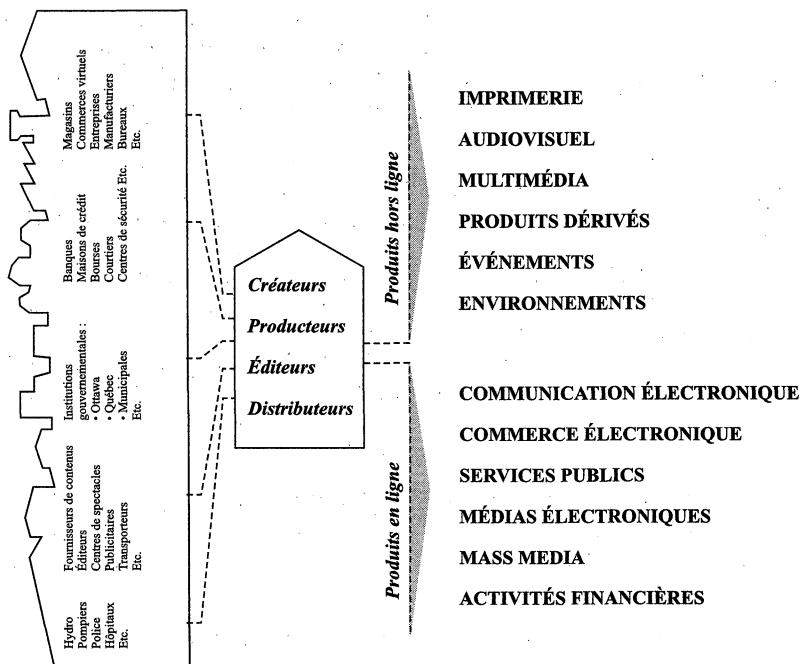 Magasins
Commerces virtuels
Entreprises
Manufacturiers
Bureaux
Etc.
Banques
Maisons de crédit
Bourses
Courtiers
Centres de sécurité Etc.
Institutions
gouvernementales :
• Ottawa
• Québec
• Municipales
Etc.
Fournisseurs de contenus
Éditeurs
Centres de spectacles
Publicitaires
Transporteurs
Etc.
Hydro
Pompiers
Police
Hôpitaux
Etc.
Créateurs
Producteurs
Éditeurs
Distributeurs
Produits hors ligne
IMPRIMERIE
AUDIOVISUEL
MULTIMÉDIA
PRODUITS DÉRIVÉS
ÉVÉNEMENTS
ENVIRONNEMENTS
Produits en ligne
COMMUNICATION ÉLECTRONIQUE
COMMERCE ÉLECTRONIQUE
SERVICES PUBLICS
MÉDIAS ÉLECTRONIQUES
MASS MEDIA
ACTIVITÉS FINANCIÈRES